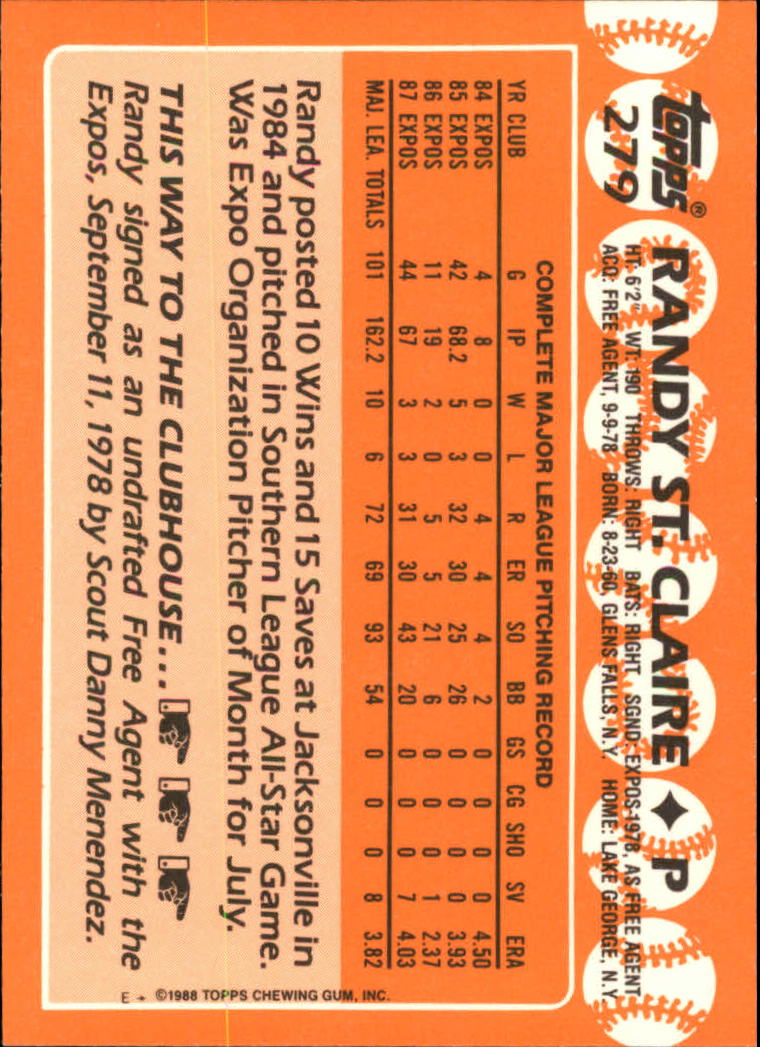 Topps®
279
RANDY ST. CLAIRE ✦ P
HT: 6'2" WT: 190 THROWS: RIGHT BATS: RIGHT SGND: EXPOS-1978, AS FREE AGENT
ACQ: FREE AGENT, 9-9-78 BORN: 8-23-60, GLENS FALLS, N.Y. HOME: LAKE GEORGE, N.Y.
COMPLETE MAJOR LEAGUE PITCHING RECORD
YR CLUB G IP W L R ER SO BB GS CG SHO SV ERA
84 EXPOS 4 8 0 0 4 4 4 2 0 0 0 0 4.50
85 EXPOS 42 68.2 5 3 32 30 25 26 0 0 0 0 3.93
86 EXPOS 11 19 2 0 5 5 21 6 0 0 0 1 2.37
87 EXPOS 44 67 3 3 31 30 43 20 0 0 0 7 4.03
MAJ. LEA. TOTALS 101 162.2 10 6 72 69 93 54 0 0 0 8 3.82
Randy posted 10 Wins and 15 Saves at Jacksonville in
1984 and pitched in Southern League All-Star Game.
Was Expo Organization Pitcher of Month for July.
THIS WAY TO THE CLUBHOUSE...
Randy signed as an undrafted Free Agent with the
Expos, September 11, 1978 by Scout Danny Menendez.
E ©1988 TOPPS CHEWING GUM, INC.